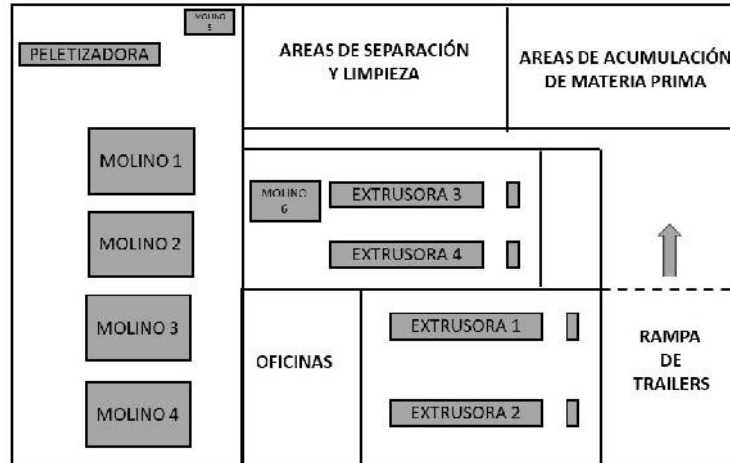 MOLINO
5
PELETIZADORA
AREAS DE SEPARACIÓN
Y LIMPIEZA
AREAS DE ACUMULACIÓN
DE MATERIA PRIMA
MOLINO 1
MOLINO 2
MOLINO 3
MOLINO 4
MOLINO
6
EXTRUSORA 3
EXTRUSORA 4
OFICINAS
EXTRUSORA 1
EXTRUSORA 2
RAMPA
DE
TRAILERS